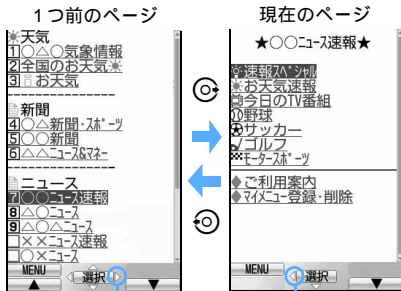 1つ前のページ
天気
1○△○気象情報
2全国のお天気
3お天気
新聞
4○△新聞・ｽﾎﾟｰﾂ
5○○新聞
6△△ﾆｭｰｽ&ﾏﾈｰ
ニュース
7○○ﾆｭｰｽ速報
8△○ﾆｭｰｽ
9△○△ﾆｭｰｽ
××ﾆｭｰｽ速報
○×ﾆｭｰｽ
MENU
選択
現在のページ
★○○ﾆｭｰｽ速報★
速報ｽﾍﾟｼｬﾙ
お天気速報
今日のTV番組
野球
サッカー
ゴルフ
ﾓｰﾀｰｽﾎﾟｰﾂ
◆ご利用案内
◆ﾏｲﾒﾆｭｰ登録・削除
MENU
選択